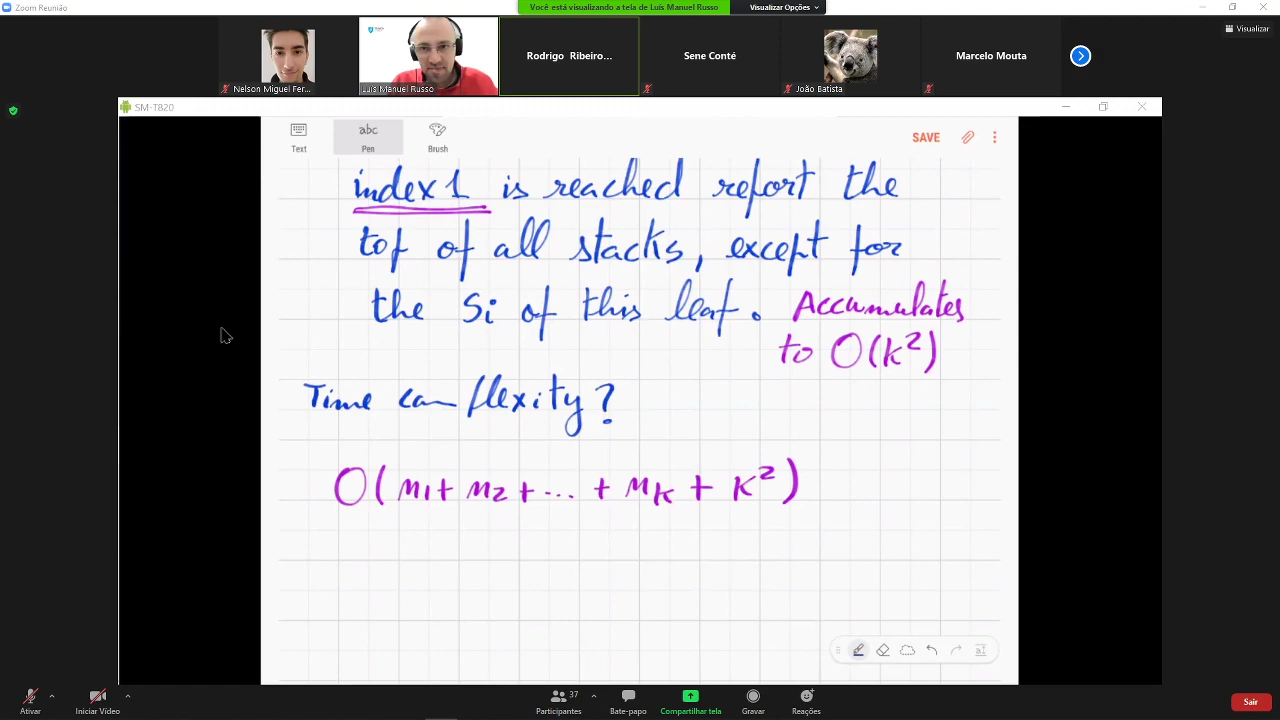 Zoom Reunião
Você está visualizando a tela de Luís Manuel Russo
Visualizar Opções
Visualizar
Nelson Miguel Fer...
Luís Manuel Russo
Rodrigo Ribeiro...
Sene Conté
João Batista
Marcelo Mouta
SM-T820
Text
abc
Pen
Brush
SAVE
index 1 is reached report the
top of all stacks, except for
the Si of this leaf. Accumulates
to O(K²)
Time complexity?
O(m1 + m2 + ... + mK + K²)
Ativar
Iniciar Vídeo
37
Participantes
Bate-papo
Compartilhar tela
Gravar
Reações
Sair